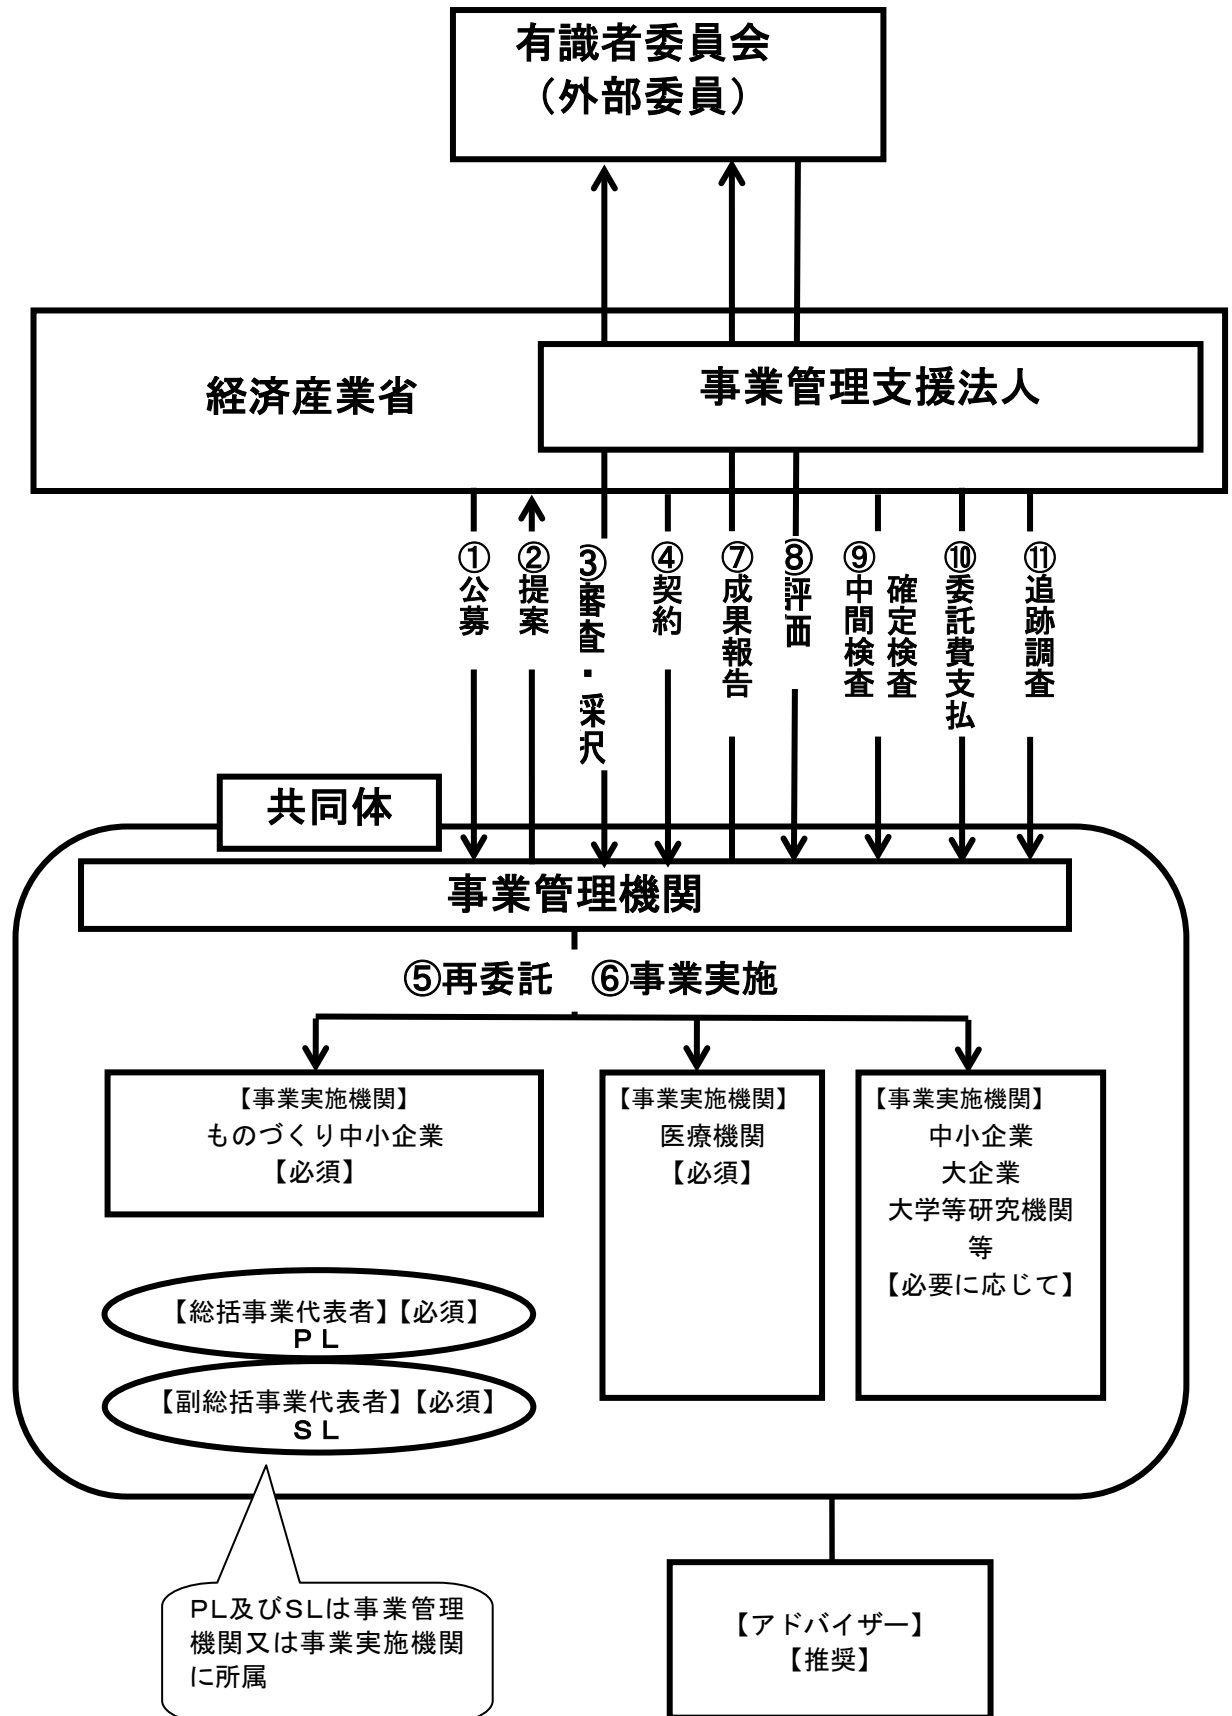 有識者委員会
（外部委員）
経済産業省
事業管理支援法人
①公募
②提案
③審査・採択
④契約
⑦成果報告
⑧評価
⑨中間検査
確定検査
⑩委託費支払
⑪追跡調査
共同体
事業管理機関
⑤再委託　⑥事業実施
【事業実施機関】
ものづくり中小企業
【必須】
【事業実施機関】
医療機関
【必須】
【事業実施機関】
中小企業
大企業
大学等研究機関
等
【必要に応じて】
【総括事業代表者】【必須】
ＰＬ
【副総括事業代表者】【必須】
ＳＬ
PL及びSLは事業管理
機関又は事業実施機関
に所属
【アドバイザー】
【推奨】